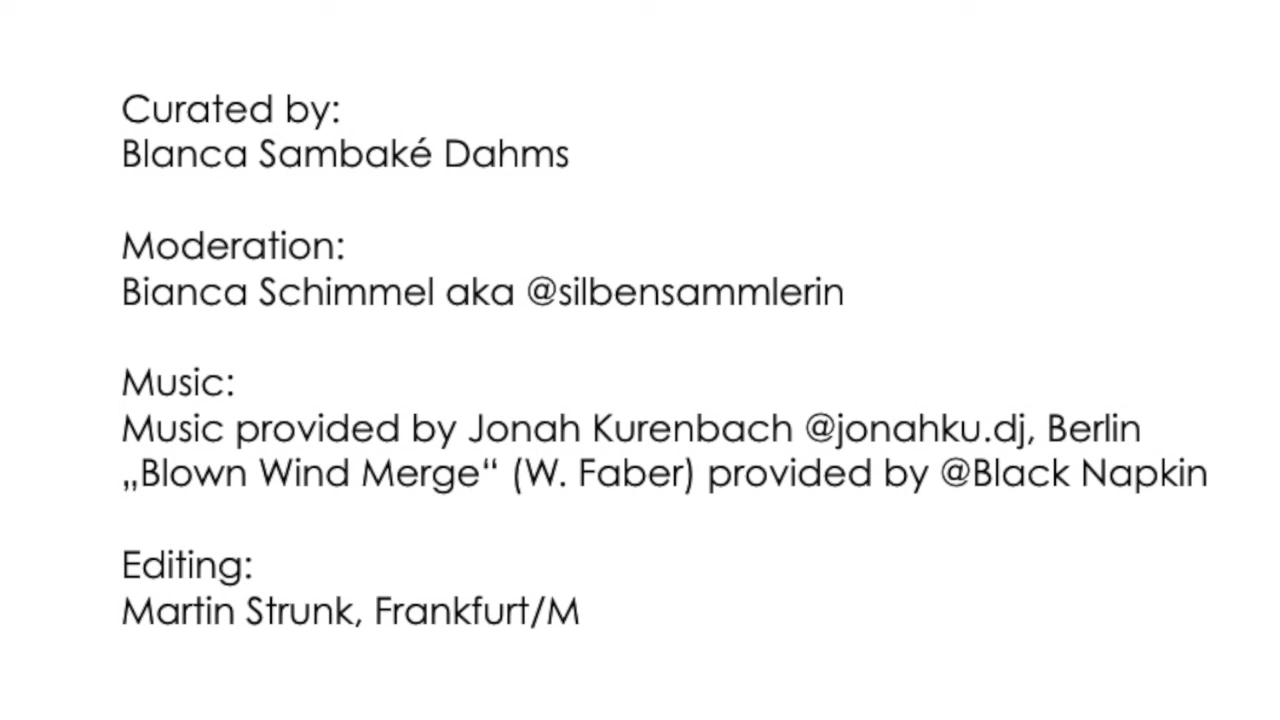 Curated by:
Blanca Sambaké Dahms
Moderation:
Bianca Schimmel aka @silbensammlerin
Music:
Music provided by Jonah Kurenbach @jonahku.dj, Berlin
„Blown Wind Merge“ (W. Faber) provided by @Black Napkin
Editing:
Martin Strunk, Frankfurt/M